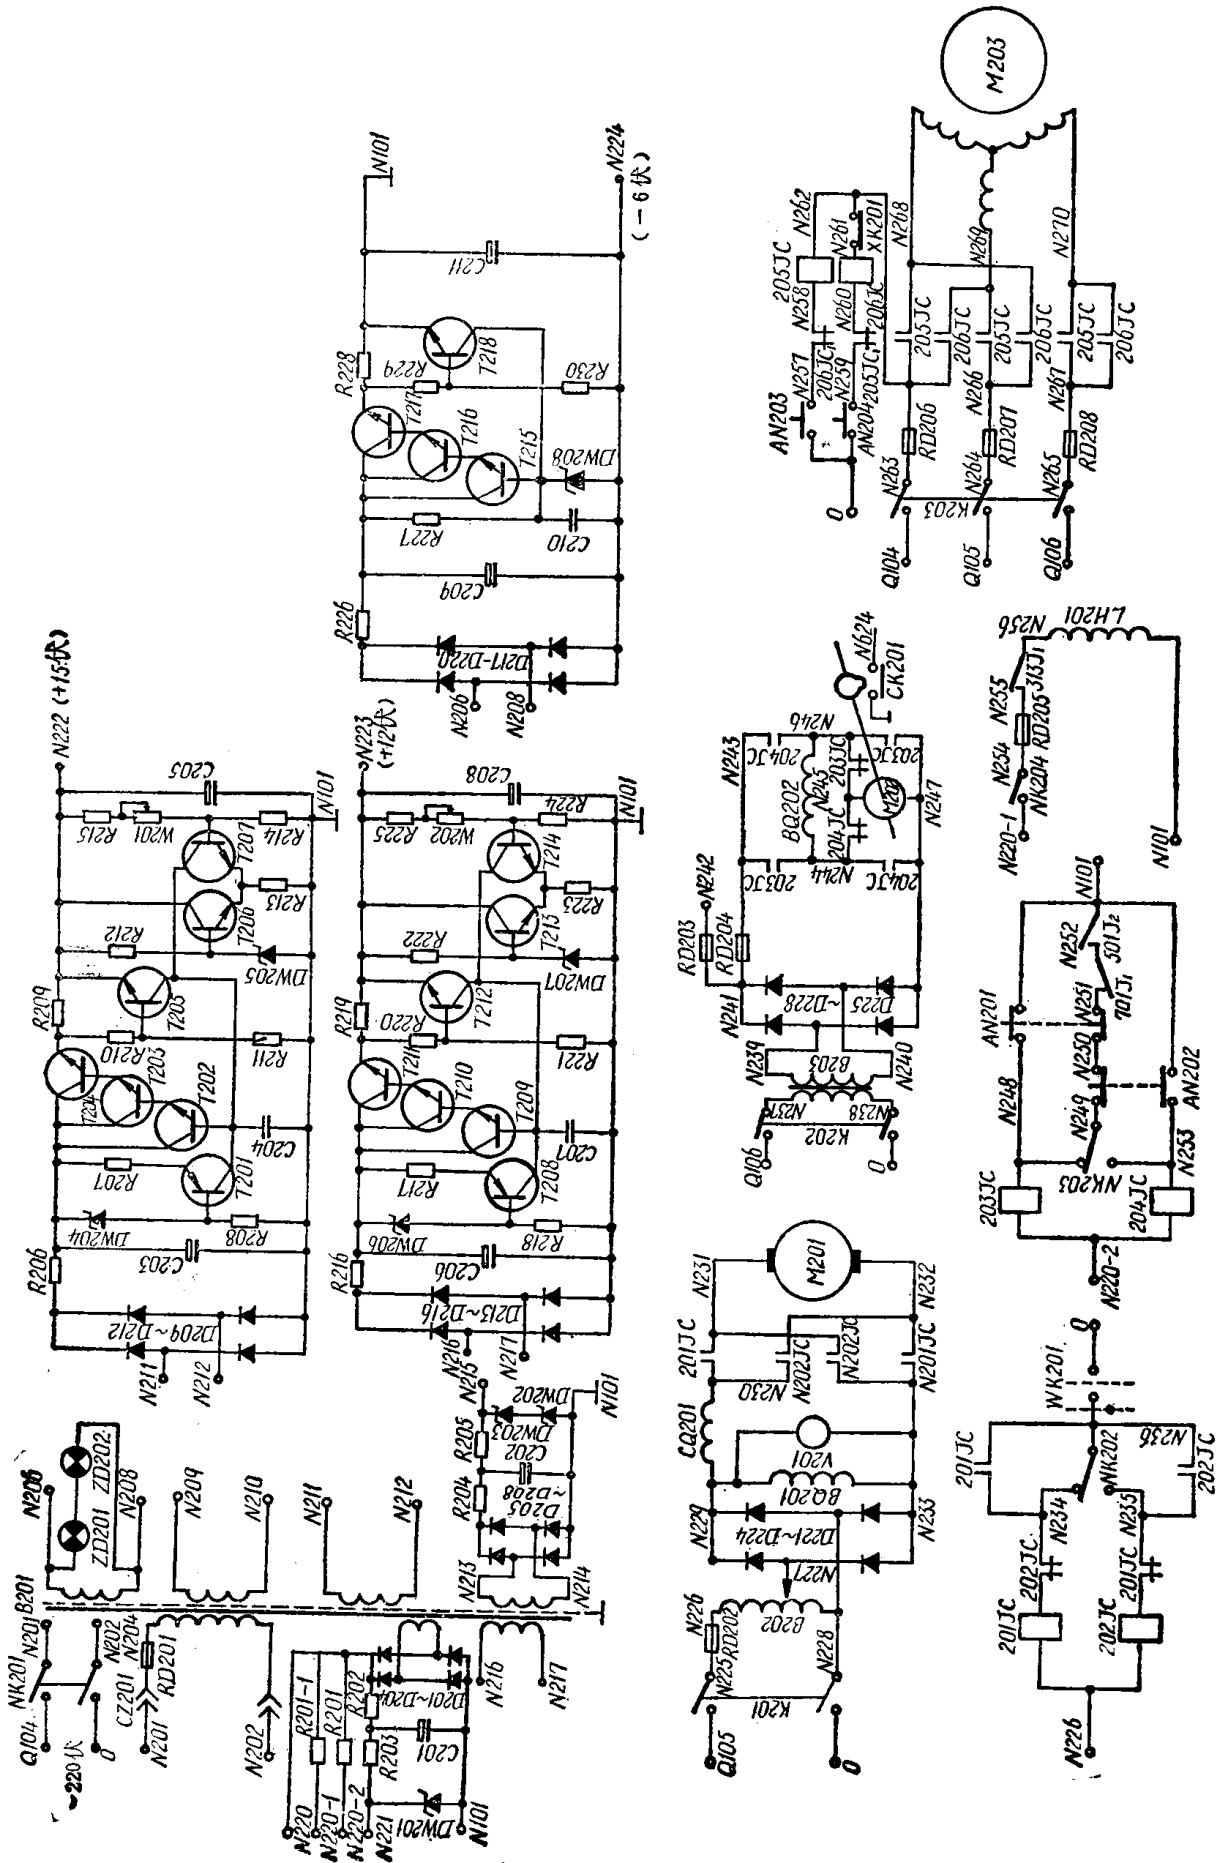 Q104
~220伏
0
NK201
N201
N202
B201
N206
N208
ZD201
ZD202
CZ201
N201
N204
RD201
N202
N209
N210
N211
N212
N220
N220-1
N220-2
N221
R201-1
R201
R202
R203
D201~D204
C201
DW201
N101
N216
N217
N213
N214
R204
R205
N215
D205
~D208
C202
DW203
DW202
N101
N211
N212
D209~D212
R206
C203
DW204
R207
R208
T201
C204
T202
T203
T204
R209
R210
R211
T205
R212
DW205
T206
T207
R213
R214
R215
W201
C205
N101
N222 (+15伏)
N216
N217
D213~D216
R216
C206
DW206
R217
R218
T208
C207
T209
T210
T211
R219
R220
R221
T212
R222
DW207
T213
T214
R223
R224
R225
W202
C208
N101
N223
(+12伏)
N206
N208
D217-D220
R226
C209
R227
C210
DW208
T215
T216
T217
R228
R229
R230
T218
C211
N101
N224
(-6伏)
Q105
0
K201
N225
N226
RD202
B202
N227
N228
N229
D221~D224
N233
BQ201
V201
CQ201
N230
201JC
N202JC
N202JC
N201JC
N231
N232
M201
Q106
0
K202
N237
N238
B203
N239
N240
N241
D225
~D228
RD203
N242
RD204
N243
203JC
204JC
N244
BQ202
N245
204JC
203JC
204JC
203JC
N246
N247
N624
CK201
0
AN203
AN204
N257
N259
206JC
205JC
N258
N260
205JC
206JC
N262
N261
XK201
Q104
Q105
Q106
K203
N263
N264
N265
RD206
RD207
RD208
N266
N267
205JC
206JC
205JC
206JC
205JC
206JC
N268
N269
N270
M203
N226
201JC
202JC
202JC
201JC
N234
N235
201JC
202JC
NK202
N236
WK201
0
N220-2
203JC
204JC
N248
N253
NK203
N249
N250
N251
AN201
AN202
701J₁
501J₂
N252
N101
N220-1
NK204
N254
RD205
N255
313J₁
N256
LH201
N101